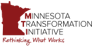 MINNESOTA
TRANSFORMATION
INITIATIVE
Rethinking What Works